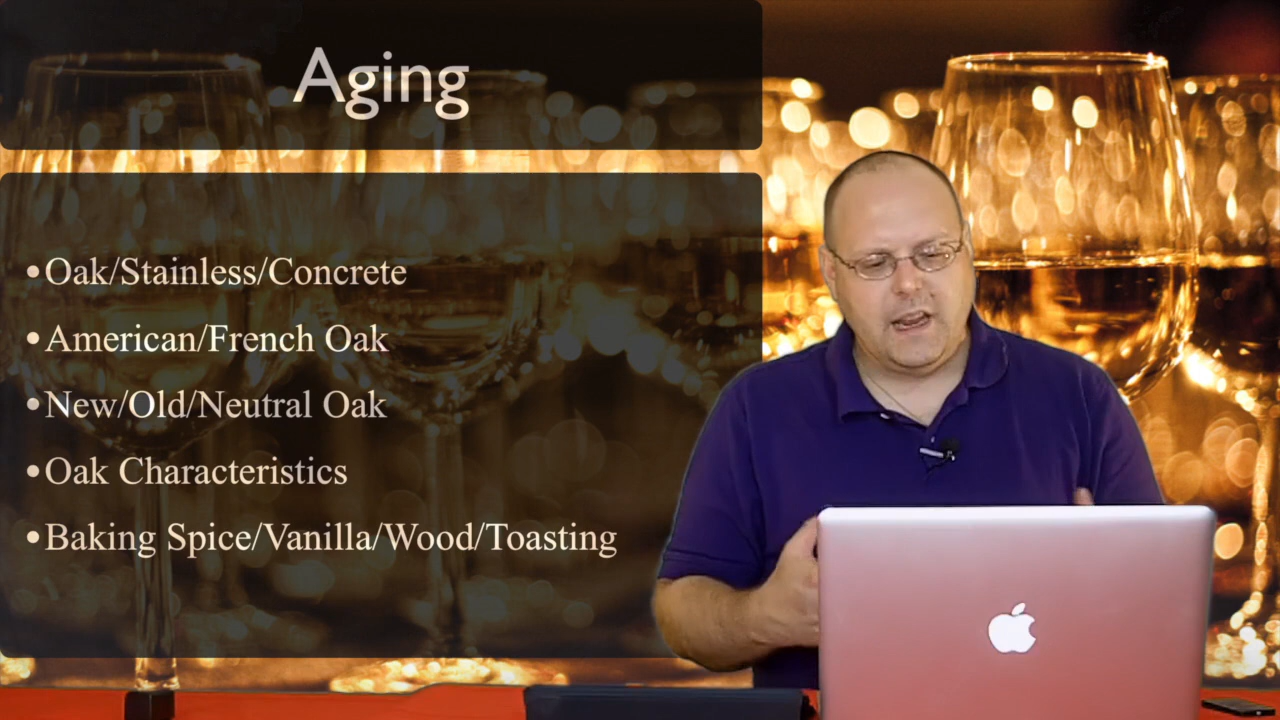 Aging
•Oak/Stainless/Concrete
•American/French Oak
•New/Old/Neutral Oak
•Oak Characteristics
•Baking Spice/Vanilla/Wood/Toasting